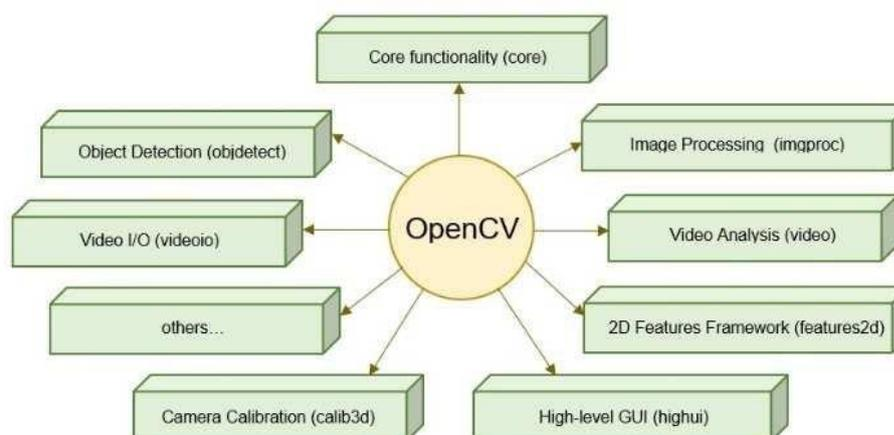 Core functionality (core)
Object Detection (objdetect)
Image Processing (imgproc)
OpenCV
Video I/O (videoio)
Video Analysis (video)
others...
2D Features Framework (features2d)
Camera Calibration (calib3d)
High-level GUI (highui)